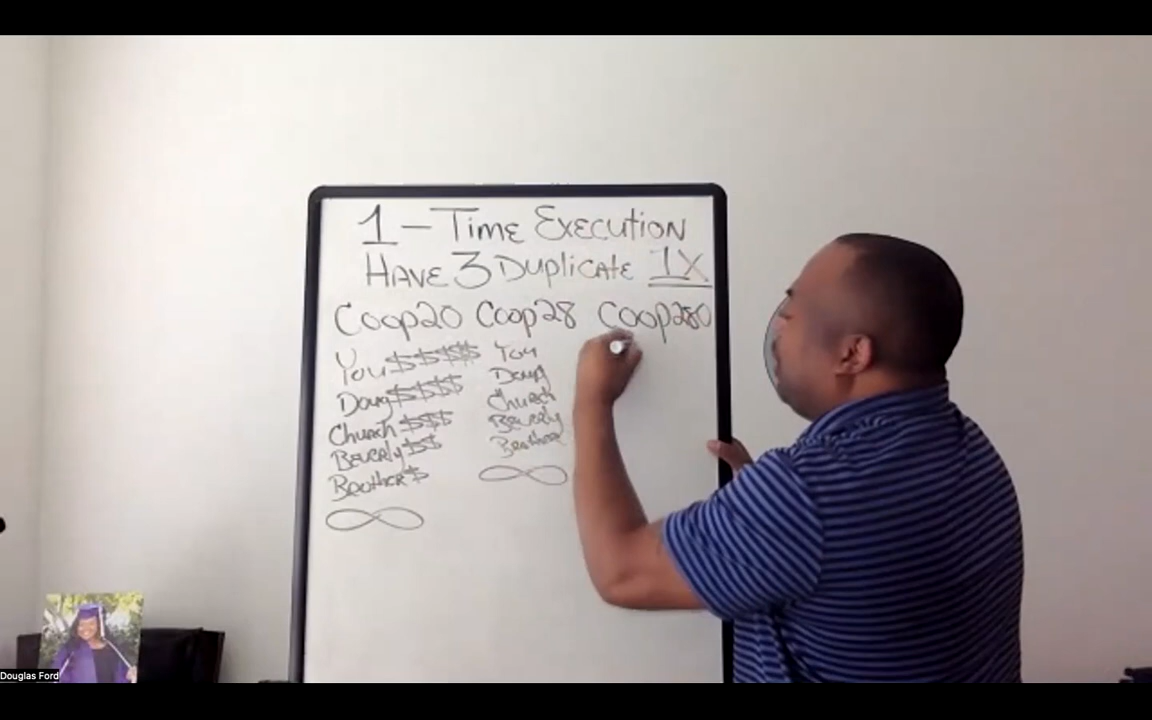 1 - Time Execution
Have 3 Duplicate 1X
Coop20 Coop28 Coop280
You $$$$$ You
Doug $$$$ Doug
Church $$$ Church
Beverly $$ Beverly
Brother $ Brother
Douglas Ford